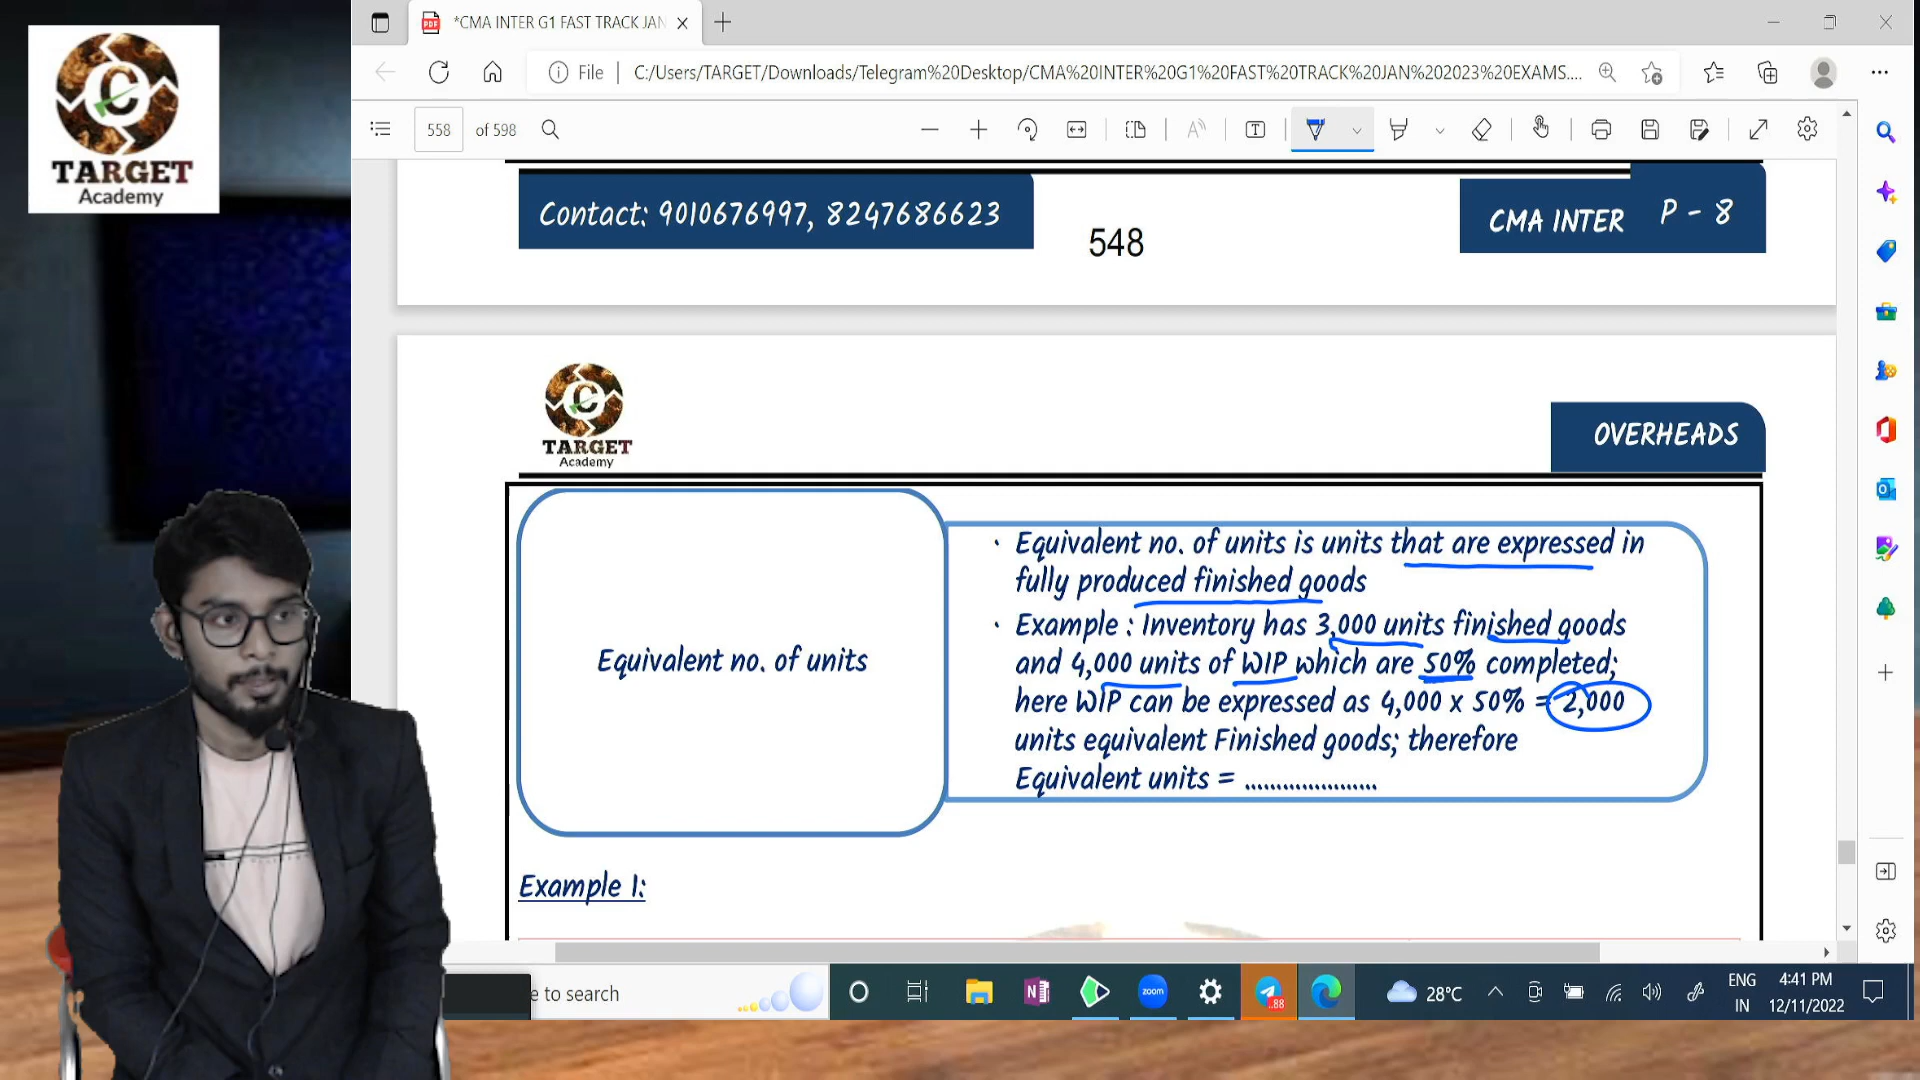 TARGET
Academy
*CMA INTER G1 FAST TRACK JAN
File
C:/Users/TARGET/Downloads/Telegram%20Desktop/CMA%20INTER%20G1%20FAST%20TRACK%20JAN%202023%20EXAMS....
558 of 598
Contact: 9010676997, 8247686623
548
CMA INTER P - 8
TARGET
Academy
OVERHEADS
Equivalent no. of units
· Equivalent no. of units is units that are expressed in
fully produced finished goods
· Example : Inventory has 3,000 units finished goods
and 4,000 units of WIP which are 50% completed;
here WIP can be expressed as 4,000 x 50% = 2,000
units equivalent Finished goods; therefore
Equivalent units = .....................
Example 1:
e to search
zoom
88
28°C
ENG
IN
4:41 PM
12/11/2022